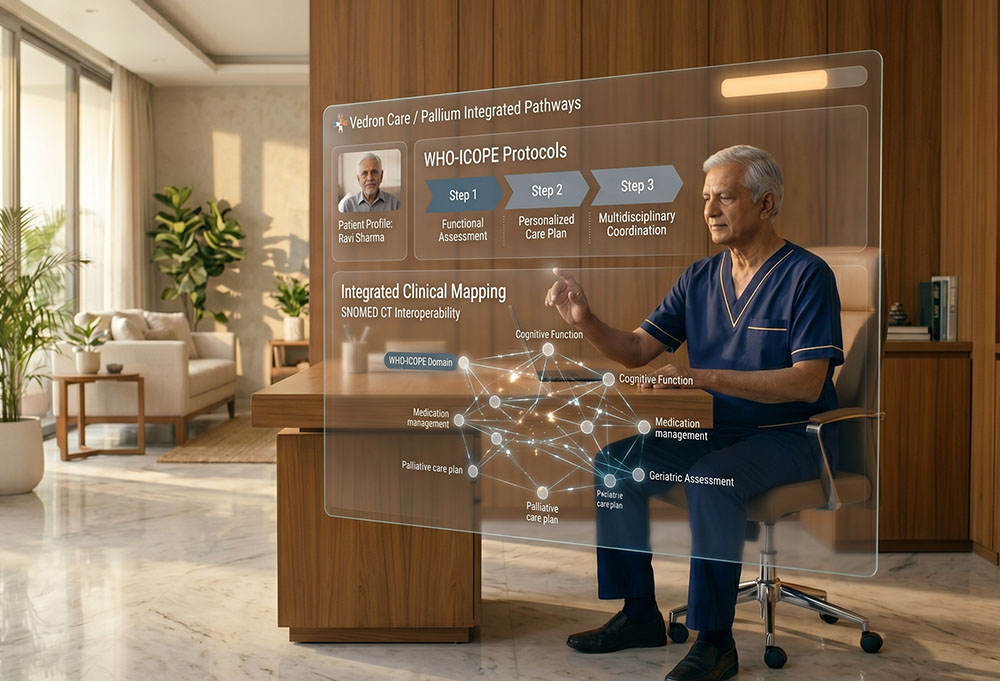 Vedron Care / Pallium Integrated Pathways
WHO-ICOPE Protocols
Step 1
Step 2
Step 3
Functional
Assessment
Personalized
Care Plan
Multidisciplinary
Coordination
Patient Profile:
Ravi Sharma
Integrated Clinical Mapping
SNOMED CT Interoperability
Cognitive Function
WHO-ICOPE Domain
Cognitive Function
Medication
management
Medication
management
Palliative care plan
Geriatric Assessment
Palliative
care plan
care plan